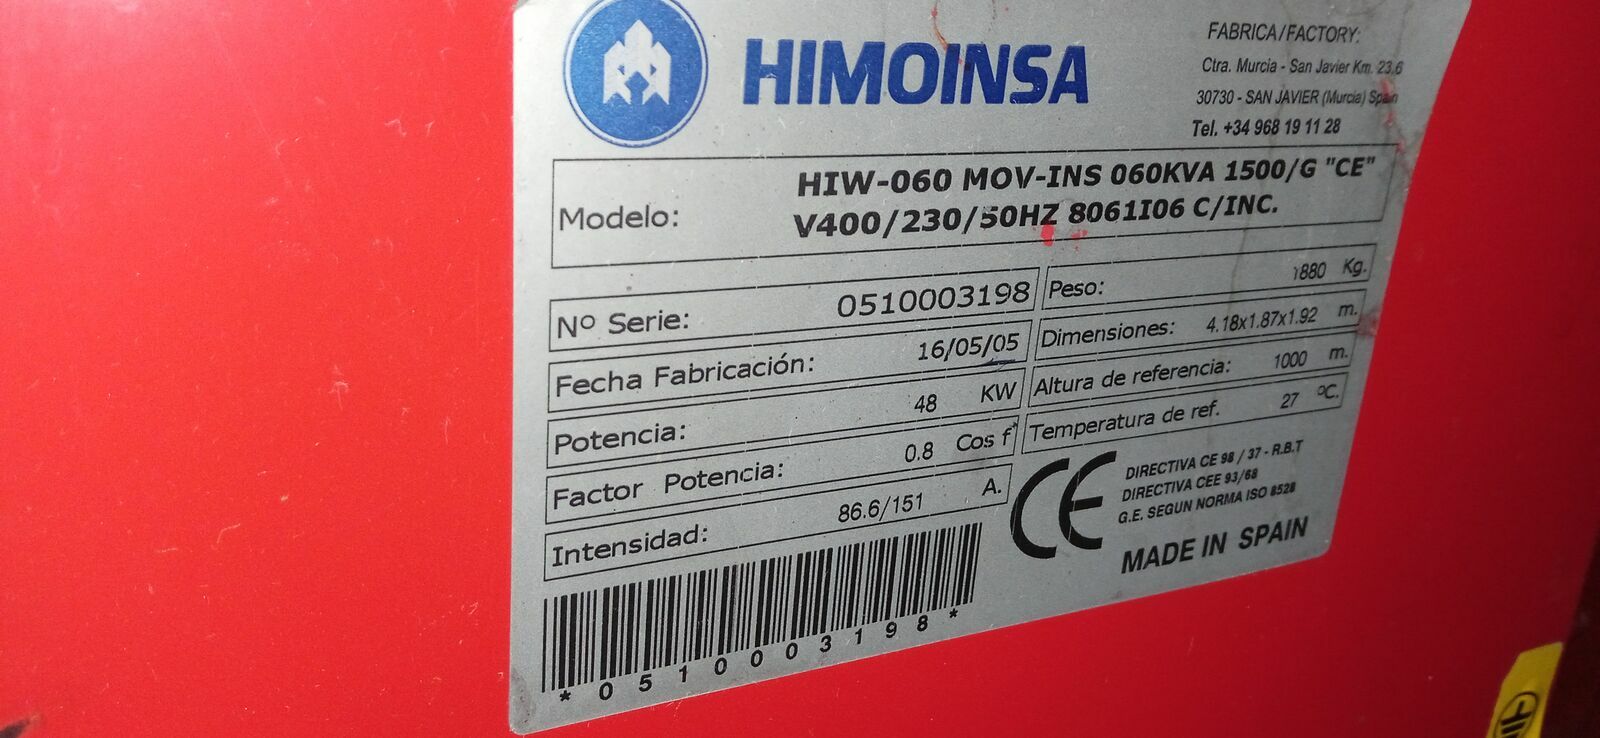 HIMOINSA
FABRICA/FACTORY:
Ctra. Murcia - San Javier Km. 23,6
30730 - SAN JAVIER (Murcia) Spain
Tel. +34 968 19 11 28
Modelo:
HIW-060 MOV-INS 060KVA 1500/G "CE"
V400/230/50HZ 8061I06 C/INC.
Nº Serie: 0510003198
Fecha Fabricación: 16/05/05
Potencia: 48 KW
Factor Potencia: 0.8 Cos f*
Intensidad: 86.6/151 A.
Peso: 1880 Kg.
Dimensiones: 4.18x1.87x1.92 m.
Altura de referencia: 1000 m.
Temperatura de ref. 27 ºC.
CE
DIRECTIVA CE 98 / 37 - R.B.T
DIRECTIVA CEE 93/68
G.E. SEGUN NORMA ISO 8528
MADE IN SPAIN
*0510003198*